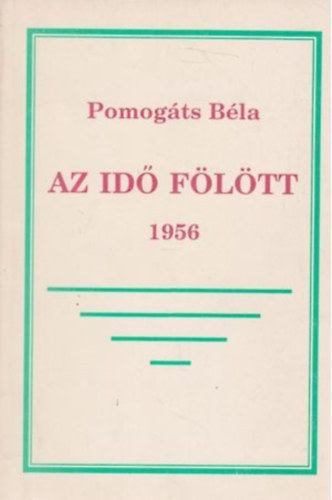 Pomogáts Béla
AZ IDŐ FÖLÖTT
1956